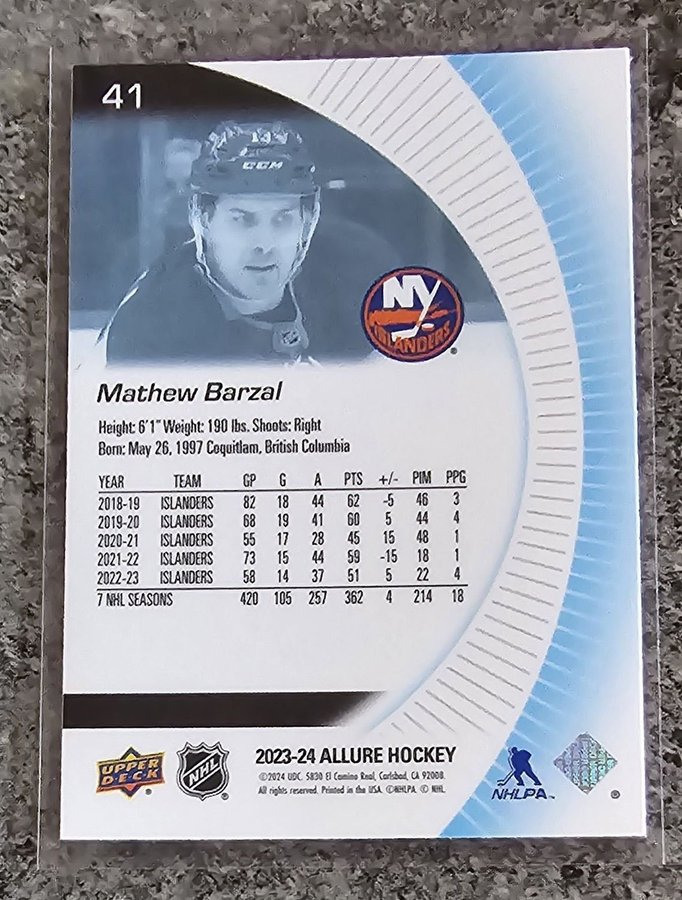 41
13
CCM
NY
ISLANDERS
Mathew Barzal
Height: 6'1" Weight: 190 lbs. Shoots: Right
Born: May 26, 1997 Coquitlam, British Columbia
YEAR TEAM GP G A PTS +/- PIM PPG
2018-19 ISLANDERS 82 18 44 62 -5 46 3
2019-20 ISLANDERS 68 19 41 60 5 44 4
2020-21 ISLANDERS 55 17 28 45 15 48 1
2021-22 ISLANDERS 73 15 44 59 -15 18 1
2022-23 ISLANDERS 58 14 37 51 5 22 4
7 NHL SEASONS 420 105 257 362 4 214 18
UPPER
DECK
NHL
2023-24 ALLURE HOCKEY
©2024 UDC. 5830 El Camino Real, Carlsbad, CA 92008.
All rights reserved. Printed in the USA. ©NHLPA. © NHL.
NHLPA